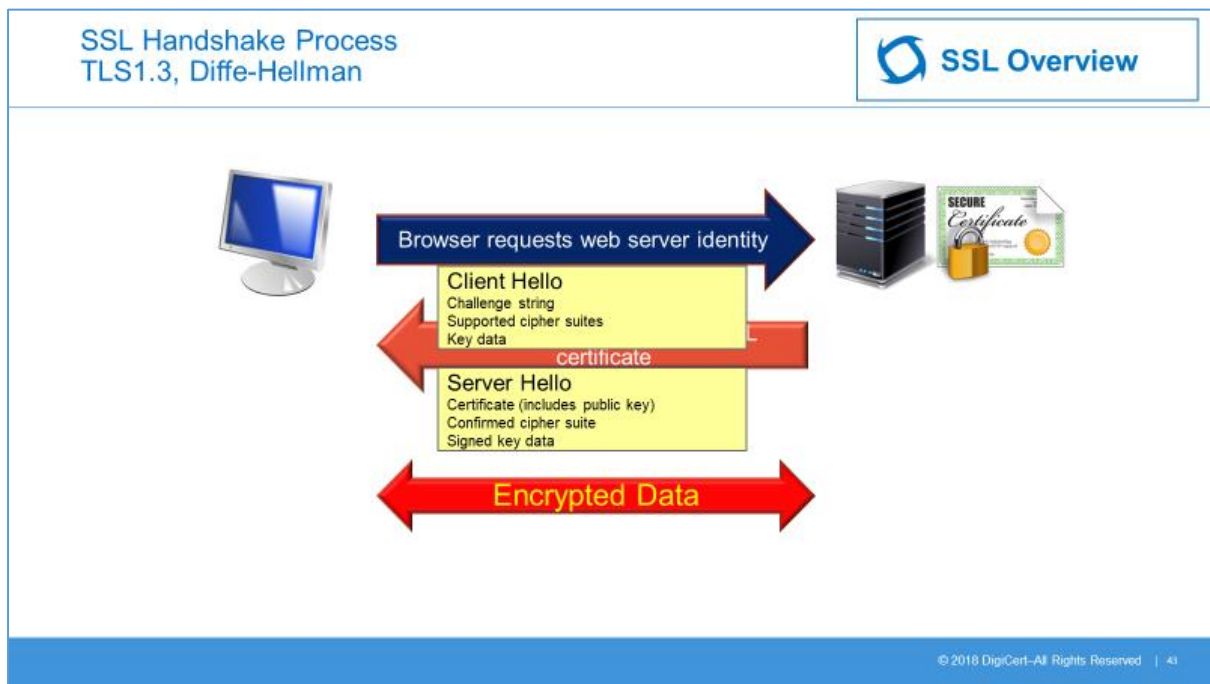 SSL Handshake Process
TLS1.3, Diffe-Hellman
SSL Overview
SECURE
Certificate
Browser requests web server identity
Client Hello
Challenge string
Supported cipher suites
Key data
certificate
Server Hello
Certificate (includes public key)
Confirmed cipher suite
Signed key data
Encrypted Data
© 2018 DigiCert–All Rights Reserved | 43